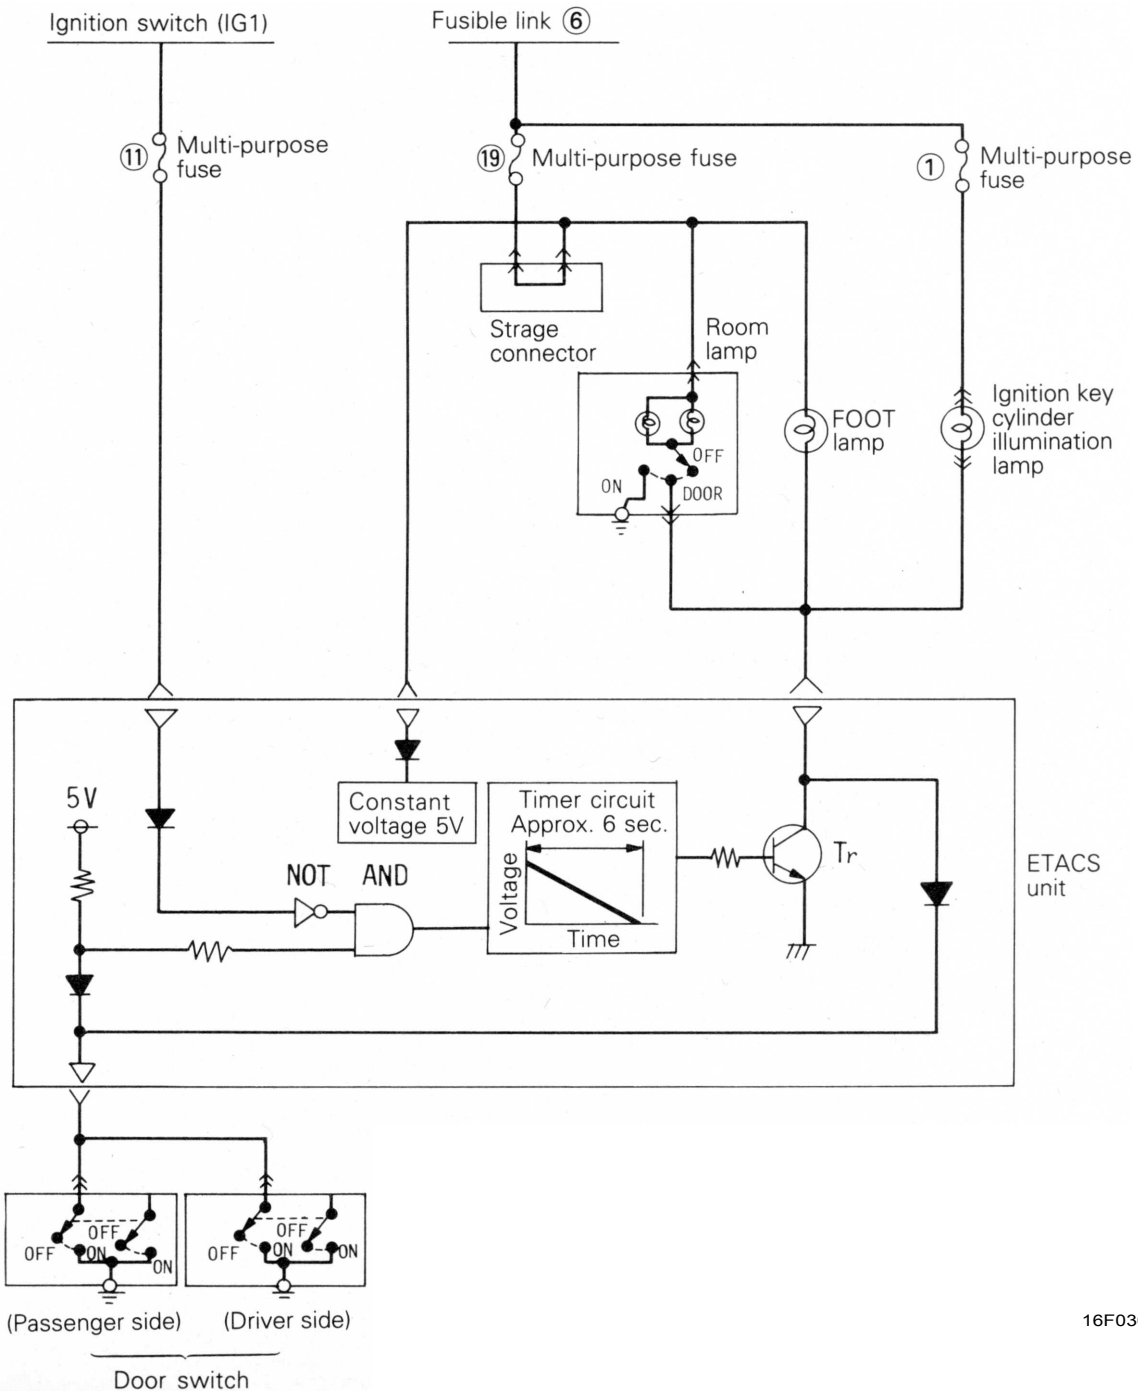 Ignition switch (IG1)
Fusible link ⑥
⑪
Multi-purpose
fuse
⑲
Multi-purpose fuse
①
Multi-purpose
fuse
Strage
connector
Room
lamp
OFF
ON
DOOR
FOOT
lamp
Ignition key
cylinder
illumination
lamp
5V
Constant
voltage 5V
Timer circuit
Approx. 6 sec.
Voltage
Time
Tr
NOT
AND
ETACS
unit
OFF
OFF
ON
ON
OFF
OFF
ON
ON
(Passenger side)
(Driver side)
Door switch